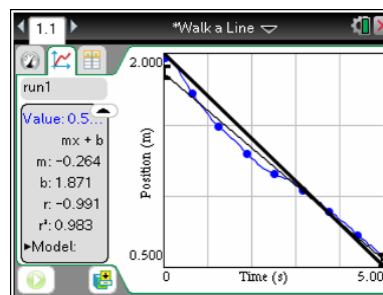 1.1
*Walk a Line
run1
Value: 0.5...
mx + b
m: -0.264
b: 1.871
r: -0.991
r²: 0.983
▸Model:
2.000
Position (m)
0.500
0
Time (s)
5.00